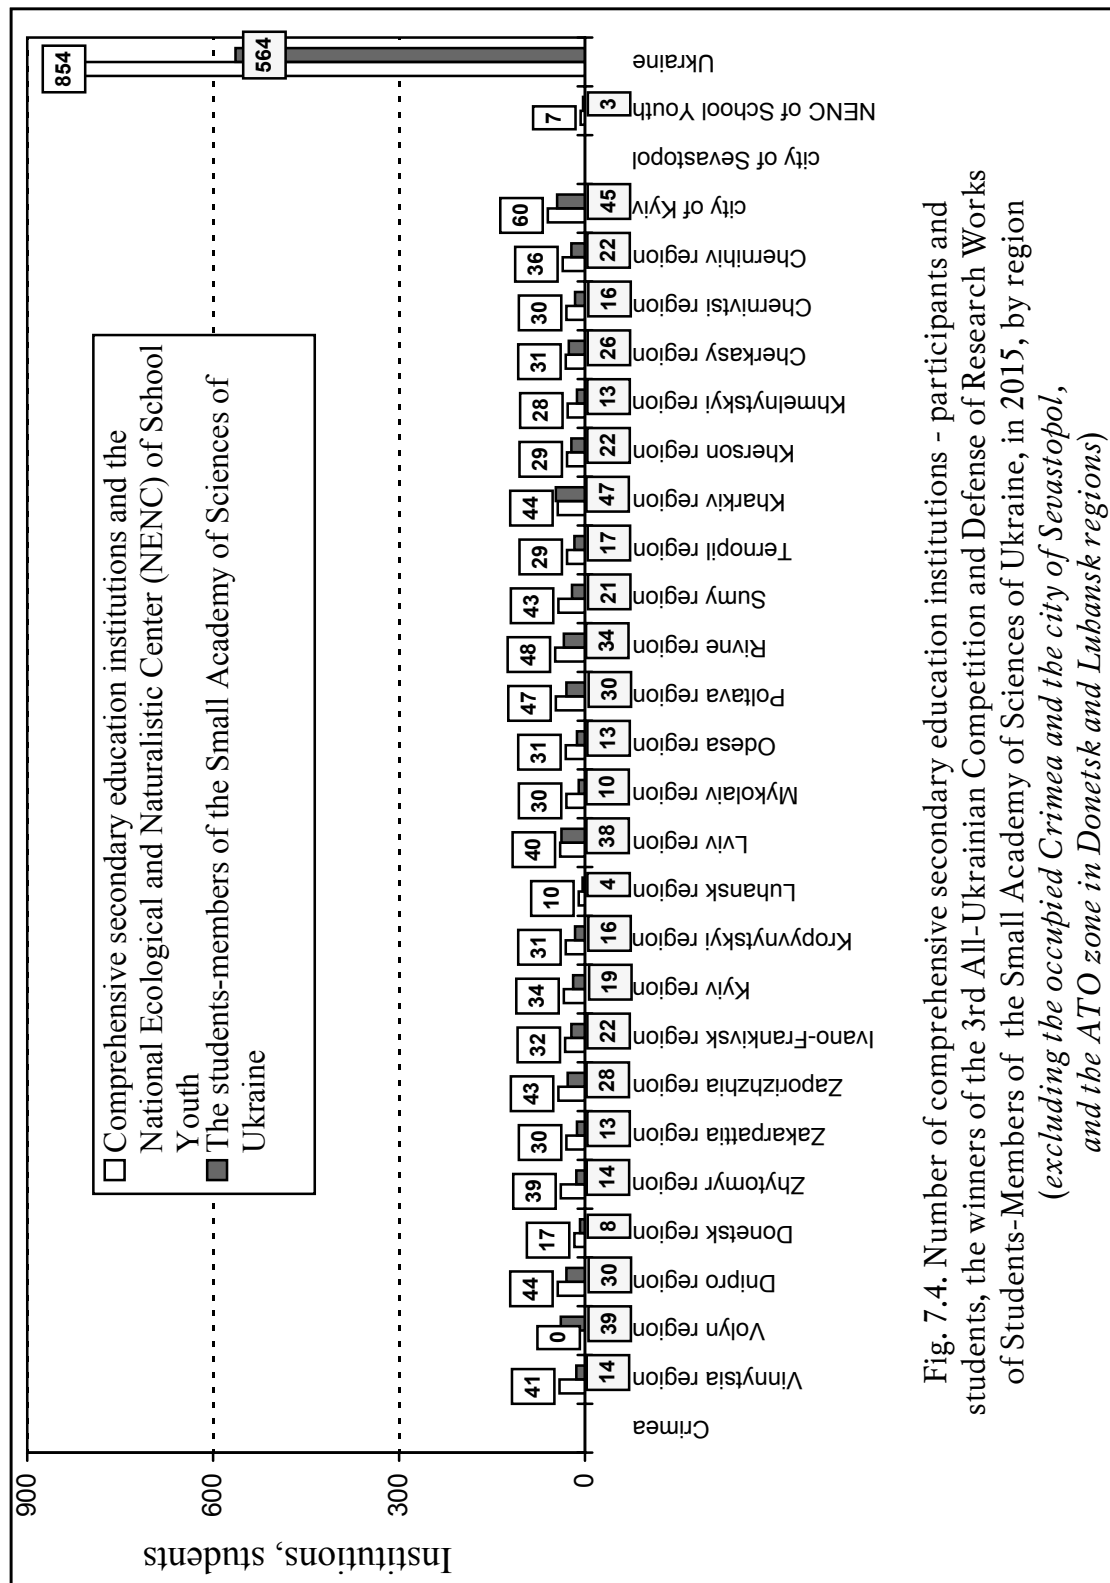 900
600
300
0
Institutions, students
Comprehensive secondary education institutions and the
National Ecological and Naturalistic Center (NENC) of School
Youth
The students-members of the Small Academy of Sciences of
Ukraine
41
0
44
17
39
30
43
32
34
31
10
40
30
31
47
48
43
29
44
29
28
31
30
36
60
7
854
14
39
30
8
14
13
28
22
19
16
4
38
10
13
30
34
21
17
47
22
13
26
16
22
45
3
564
Crimea
Vinnytsia region
Volyn region
Dnipro region
Donetsk region
Zhytomyr region
Zakarpattia region
Zaporizhzhia region
Ivano-Frankivsk region
Kyiv region
Kropyvnytskyi region
Luhansk region
Lviv region
Mykolaiv region
Odesa region
Poltava region
Rivne region
Sumy region
Ternopil region
Kharkiv region
Kherson region
Khmelnytskyi region
Cherkasy region
Chernivtsi region
Chernihiv region
city of Kyiv
city of Sevastopol
NENC of School Youth
Ukraine
Fig. 7.4. Number of comprehensive secondary education institutions - participants and
students, the winners of the 3rd All-Ukrainian Competition and Defense of Research Works
of Students-Members of the Small Academy of Sciences of Ukraine, in 2015, by region
(excluding the occupied Crimea and the city of Sevastopol,
and the ATO zone in Donetsk and Luhansk regions)